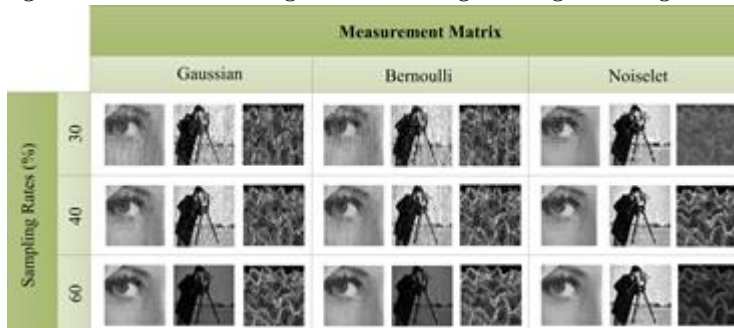 Measurement Matrix
Gaussian Bernoulli Noiselet
Sampling Rates (%)
30
40
60